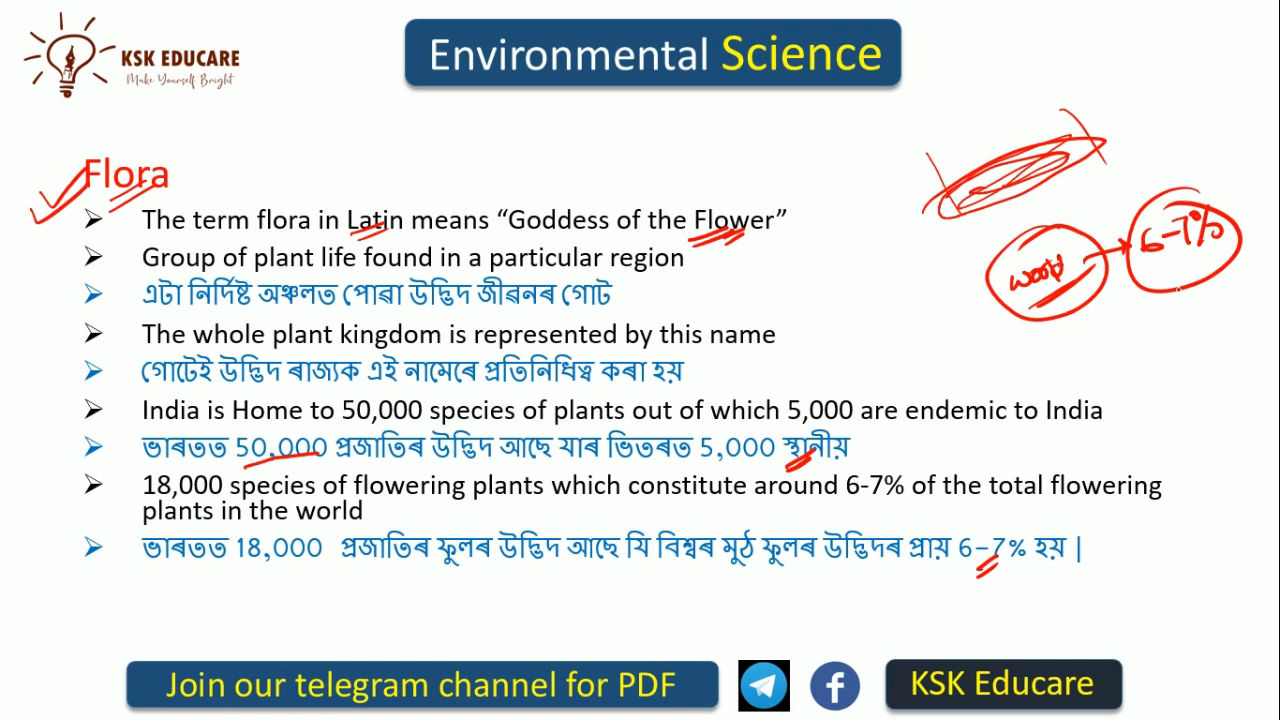 KSK EDUCARE
Make Yourself Bright
Environmental Science
Flora
The term flora in Latin means “Goddess of the Flower”
Group of plant life found in a particular region
এটা নিৰ্দিষ্ট অঞ্চলত পোৱা উদ্ভিদ জীৱনৰ গোট
The whole plant kingdom is represented by this name
গোটেই উদ্ভিদ ৰাজ্যক এই নামেৰে প্ৰতিনিধিত্ব কৰা হয়
India is Home to 50,000 species of plants out of which 5,000 are endemic to India
ভাৰতত 50,000 প্ৰজাতিৰ উদ্ভিদ আছে যাৰ ভিতৰত 5,000 স্থানীয়
18,000 species of flowering plants which constitute around 6-7% of the total flowering
plants in the world
ভাৰতত 18,000 প্ৰজাতিৰ ফুলৰ উদ্ভিদ আছে যি বিশ্বৰ মুঠ ফুলৰ উদ্ভিদৰ প্ৰায় 6-7% হয় |
6-7%
Join our telegram channel for PDF
KSK Educare